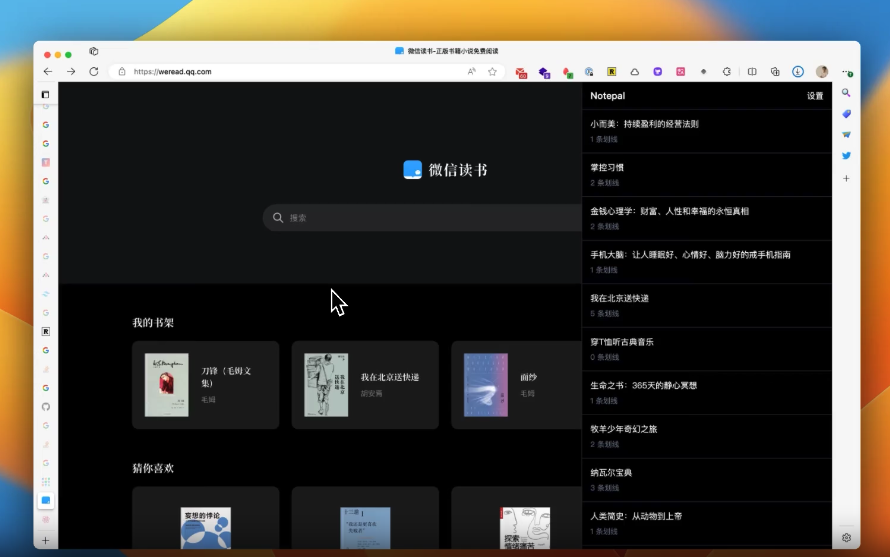 微信读书-正版书籍小说免费阅读
https://weread.qq.com
微信读书
搜索
我的书架
刀锋（毛姆文
集）
毛姆
我在北京送快递
胡安焉
面纱
毛姆
猜你喜欢
妄想的悖论
探索
Notepal
设置
小而美：持续盈利的经营法则
1 条划线
掌控习惯
2 条划线
金钱心理学：财富、人性和幸福的永恒真相
2 条划线
手机大脑：让人睡眠好、心情好、脑力好的戒手机指南
1 条划线
我在北京送快递
5 条划线
穿T恤听古典音乐
0 条划线
生命之书：365天的静心冥想
1 条划线
牧羊少年奇幻之旅
2 条划线
纳瓦尔宝典
3 条划线
人类简史：从动物到上帝
1 条划线